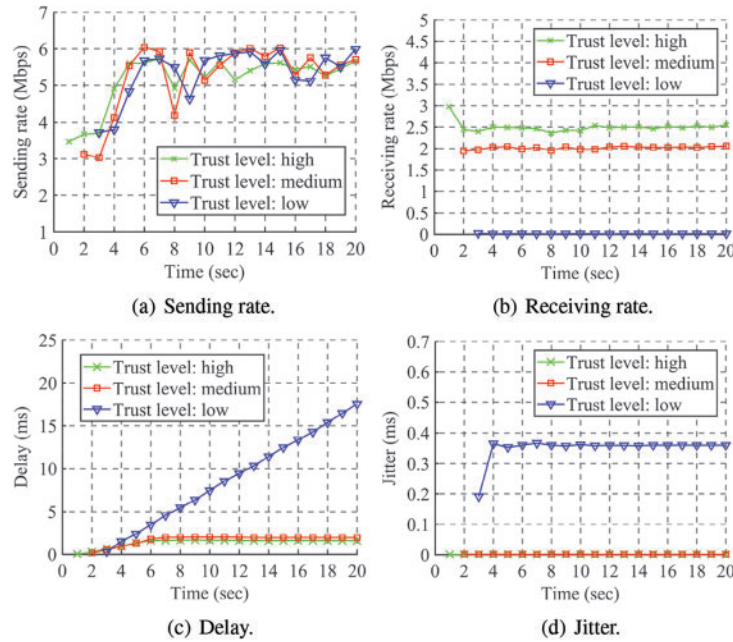 6
5
4
3
2
1
Sending rate (Mbps)
Trust level: high
Trust level: medium
Trust level: low
0 2 4 6 8 10 12 14 16 18 20
Time (sec)
(a) Sending rate.
5
4.5
4
3.5
3
2.5
2
1.5
1
0.5
0
Receiving rate (Mbps)
Trust level: high
Trust level: medium
Trust level: low
0 2 4 6 8 10 12 14 16 18 20
Time (sec)
(b) Receiving rate.
25
20
15
10
5
0
Delay (ms)
Trust level: high
Trust level: medium
Trust level: low
0 2 4 6 8 10 12 14 16 18 20
Time (sec)
(c) Delay.
0.7
0.6
0.5
0.4
0.3
0.2
0.1
0
Jitter (ms)
Trust level: high
Trust level: medium
Trust level: low
0 2 4 6 8 10 12 14 16 18 20
Time (sec)
(d) Jitter.